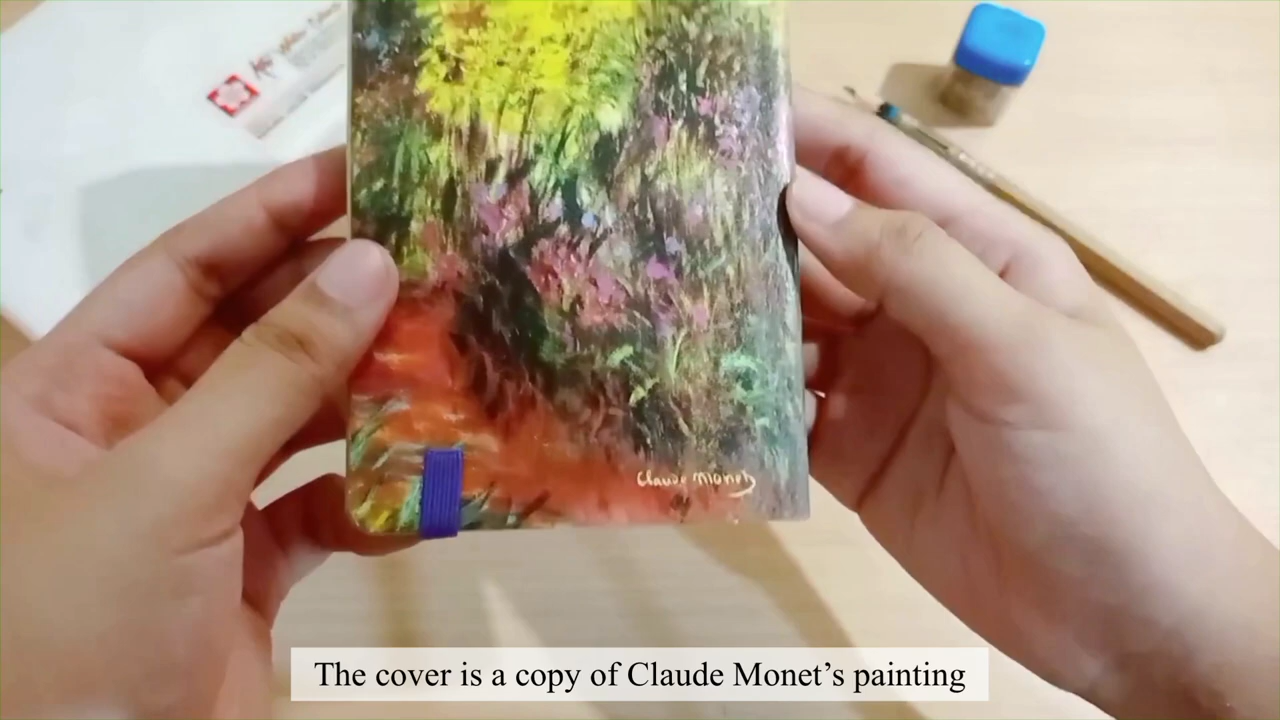 Claude Monet
The cover is a copy of Claude Monet’s painting